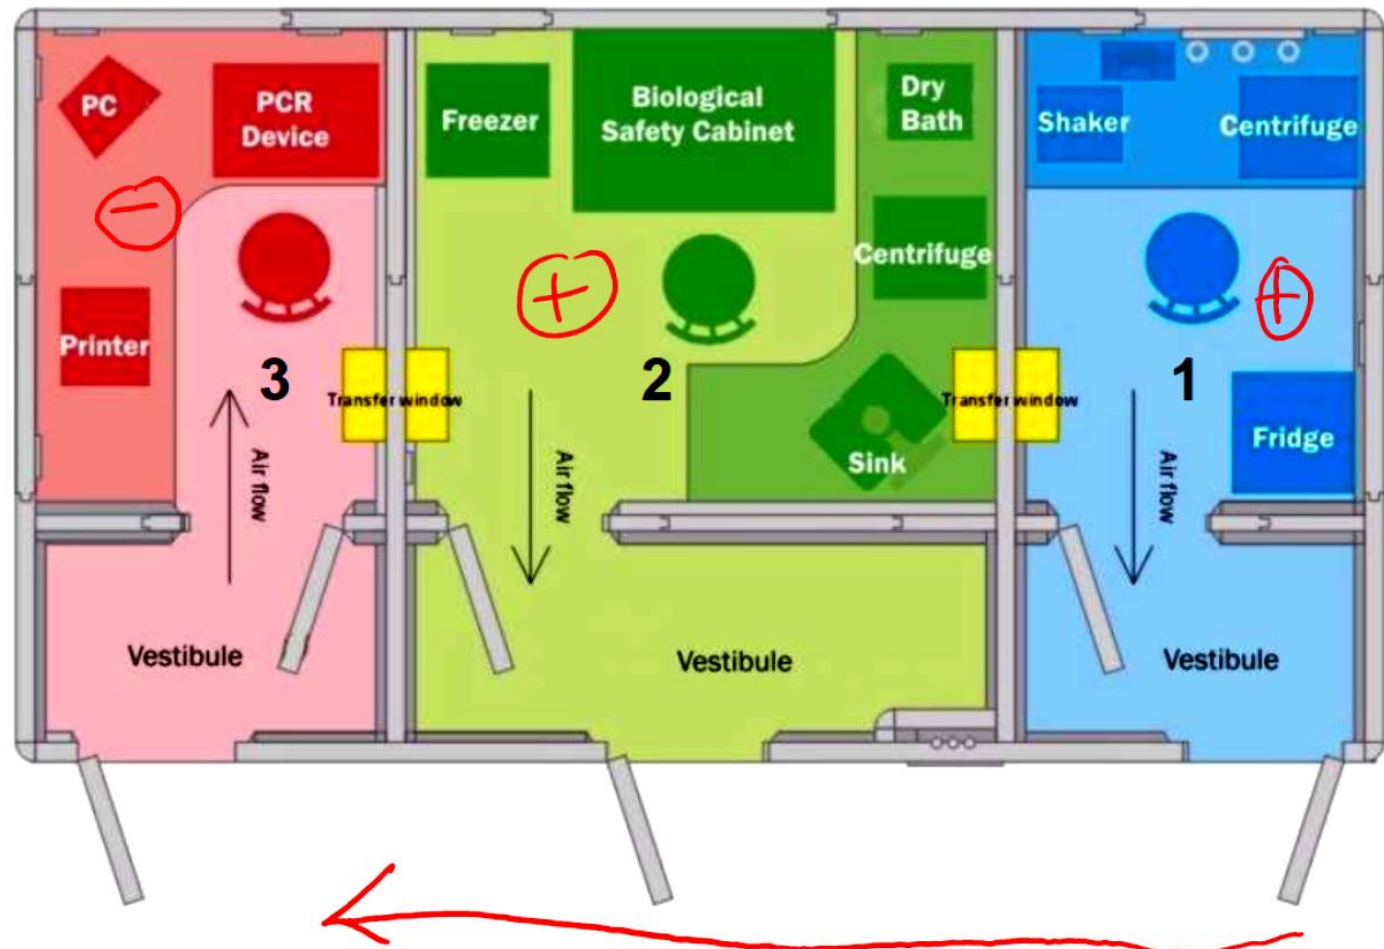 PC
PCR
Device
Printer
3
Air flow
Vestibule
Transfer window
Freezer
Biological
Safety Cabinet
Dry
Bath
Centrifuge
+
2
Sink
Air flow
Vestibule
Transfer window
Shaker
Centrifuge
+
1
Fridge
Air flow
Vestibule
−